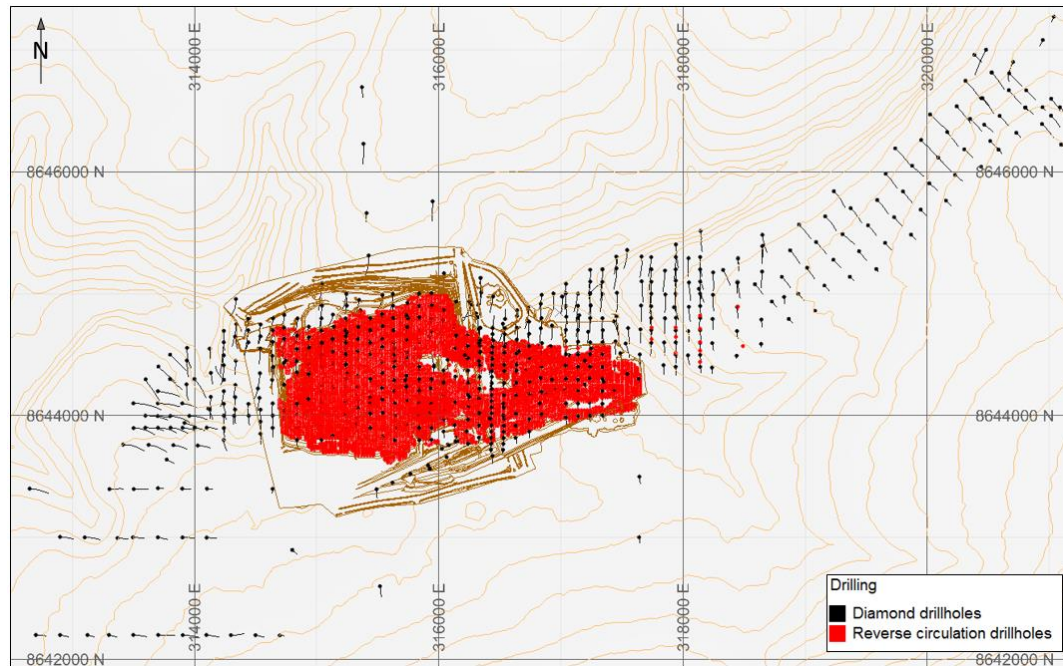 N
314000 E
316000 E
318000 E
320000 E
8646000 N
8646000 N
8644000 N
8644000 N
314000 E
316000 E
318000 E
Drilling
Diamond drillholes
Reverse circulation drillholes
8642000 N
8642000 N